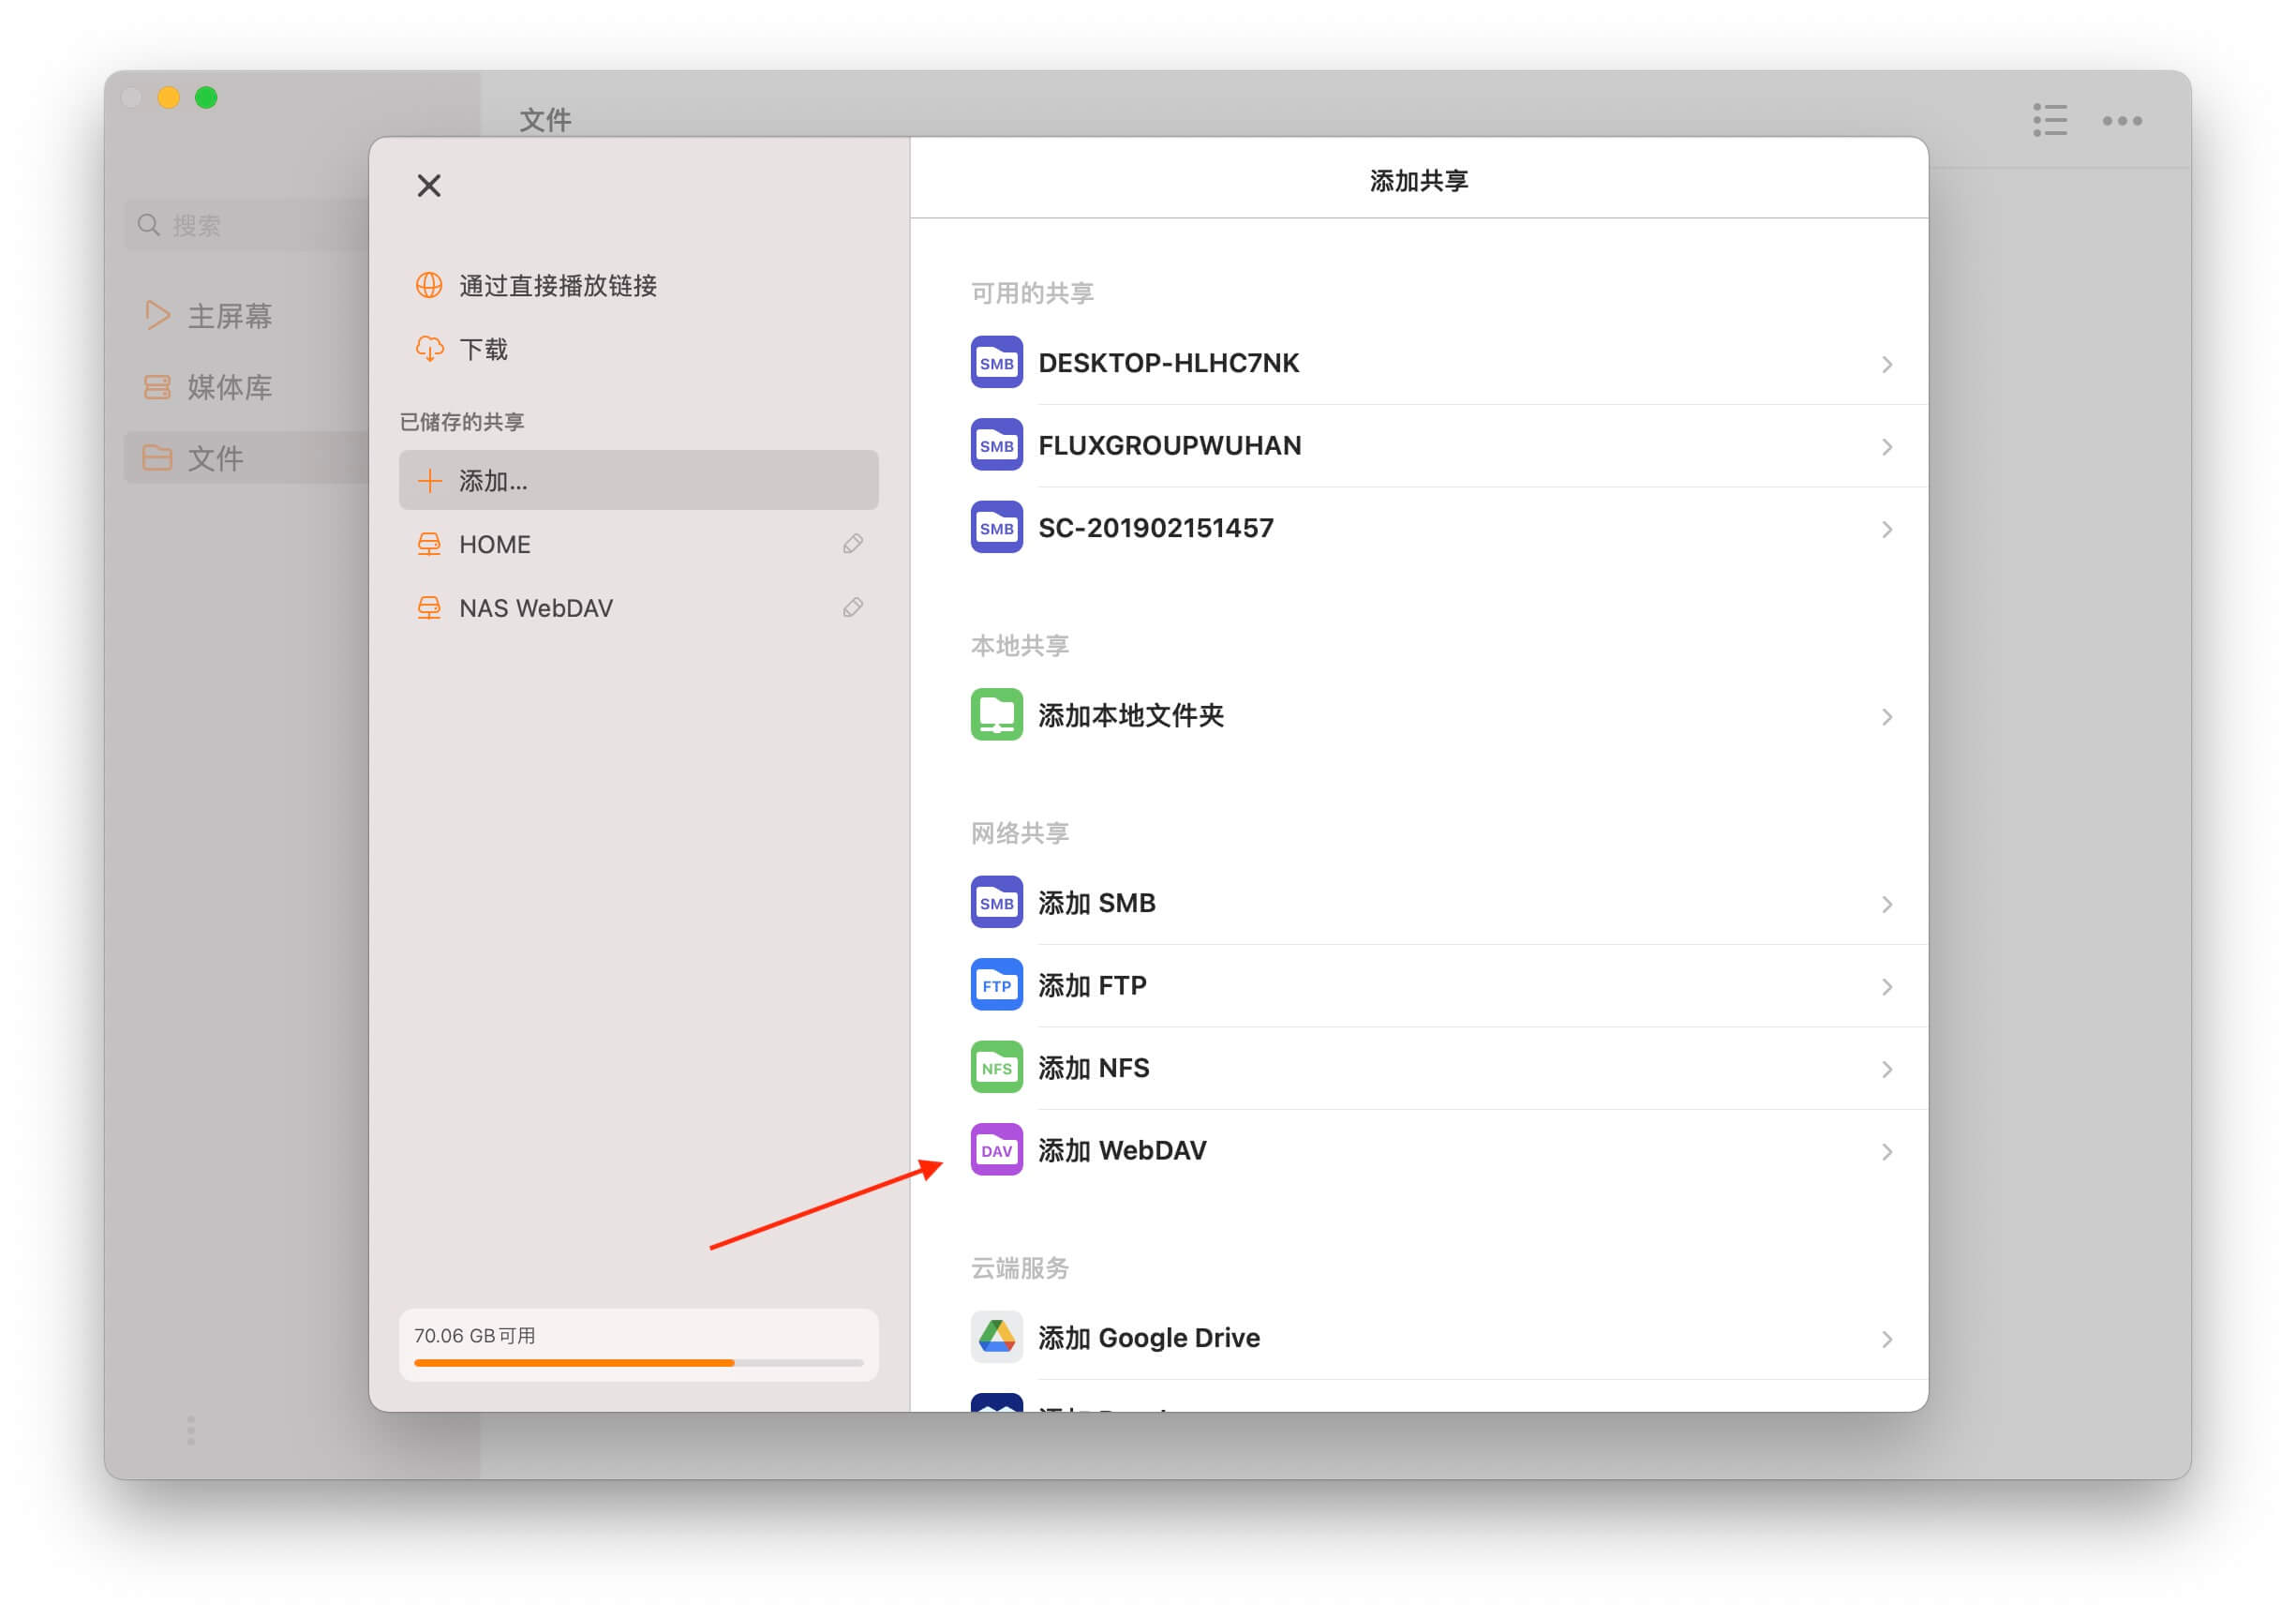 文件
搜索
主屏幕
媒体库
文件
通过直接播放链接
下载
已储存的共享
添加...
HOME
NAS WebDAV
70.06 GB可用
添加共享
可用的共享
SMB DESKTOP-HLHC7NK
SMB FLUXGROUPWUHAN
SMB SC-201902151457
本地共享
添加本地文件夹
网络共享
SMB 添加 SMB
FTP 添加 FTP
NFS 添加 NFS
DAV 添加 WebDAV
云端服务
添加 Google Drive